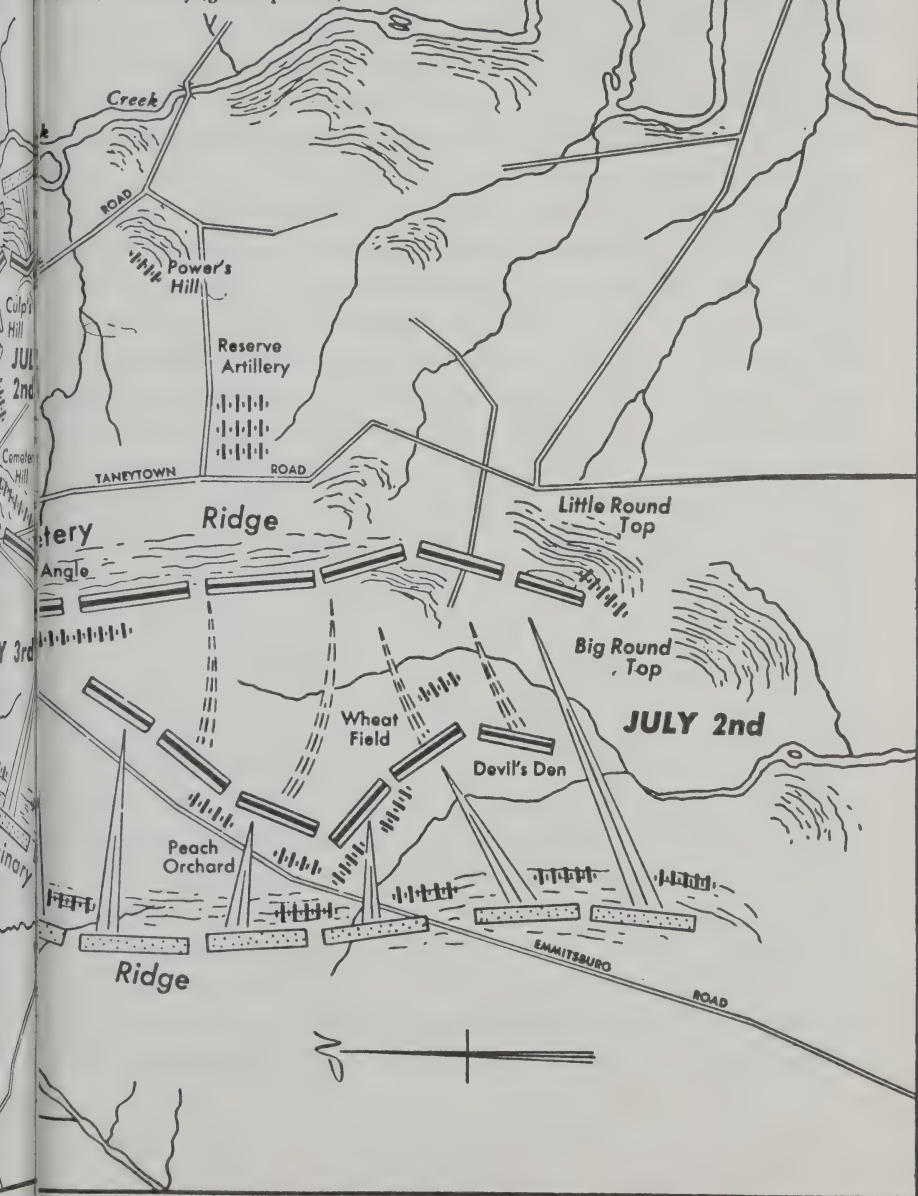 Creek
k
ROAD
Power's
Hill
Culp's
Hill
JULY
2nd
Reserve
Artillery
Cemetery
Hill
TANEYTOWN ROAD
Ridge
Little Round
Top
etery
Angle
Big Round
Top
Y 3rd
JULY 2nd
Wheat
Field
Devil's Den
Peach
Orchard
inary
Ridge
EMMITSBURG ROAD
N